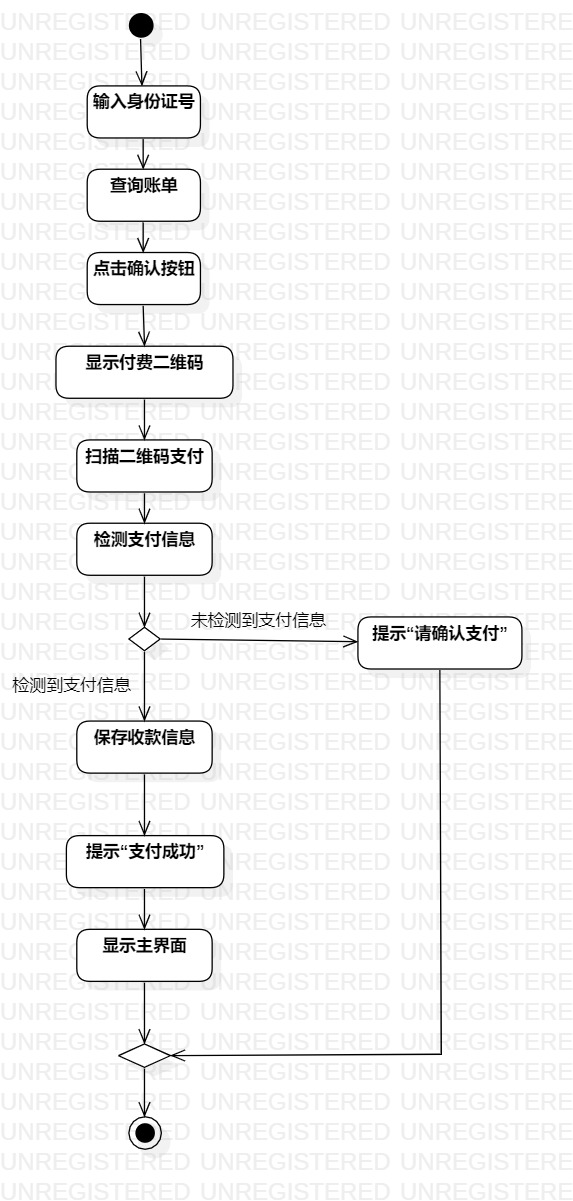 输入身份证号
查询账单
点击确认按钮
显示付费二维码
扫描二维码支付
检测支付信息
未检测到支付信息
提示“请确认支付”
检测到支付信息
保存收款信息
提示“支付成功”
显示主界面
UNREGISTERED